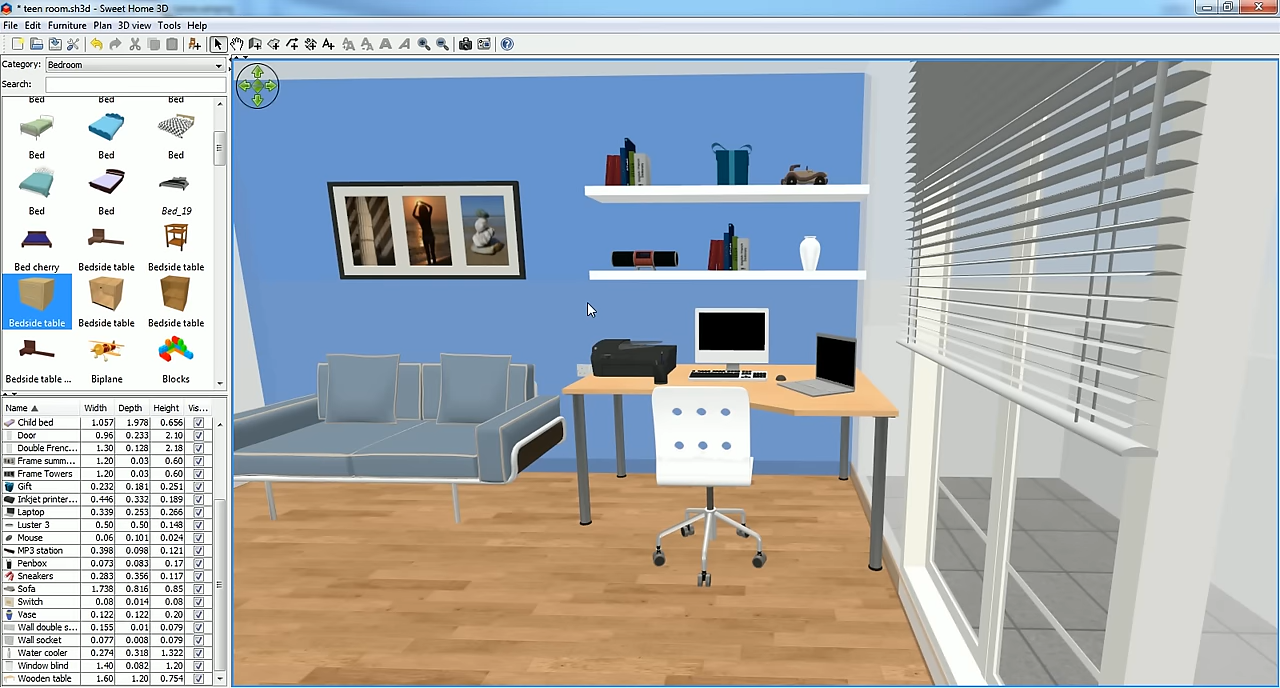 * teen room.sh3d - Sweet Home 3D
File Edit Furniture Plan 3D view Tools Help
Category: Bedroom
Search:
Bed Bed Bed
Bed Bed Bed
Bed Bed Bed_19
Bed cherry Bedside table Bedside table
Bedside table Bedside table Bedside table
Bedside table ... Biplane Blocks
Name Width Depth Height Vis...
Child bed 1.057 1.978 0.656
Door 0.96 0.233 2.10
Double Frenc... 1.30 0.128 2.18
Frame summ... 1.20 0.03 0.60
Frame Towers 1.20 0.03 0.60
Gift 0.232 0.181 0.251
Inkjet printer... 0.446 0.332 0.189
Laptop 0.339 0.253 0.266
Luster 3 0.50 0.50 0.148
Mouse 0.06 0.101 0.024
MP3 station 0.398 0.098 0.121
Penbox 0.073 0.083 0.17
Sneakers 0.283 0.356 0.117
Sofa 1.738 0.816 0.85
Switch 0.08 0.014 0.08
Vase 0.122 0.122 0.20
Wall double s... 0.155 0.01 0.079
Wall socket 0.077 0.008 0.079
Water cooler 0.274 0.318 1.322
Window blind 1.40 0.082 1.20
Wooden table 1.60 1.20 0.754